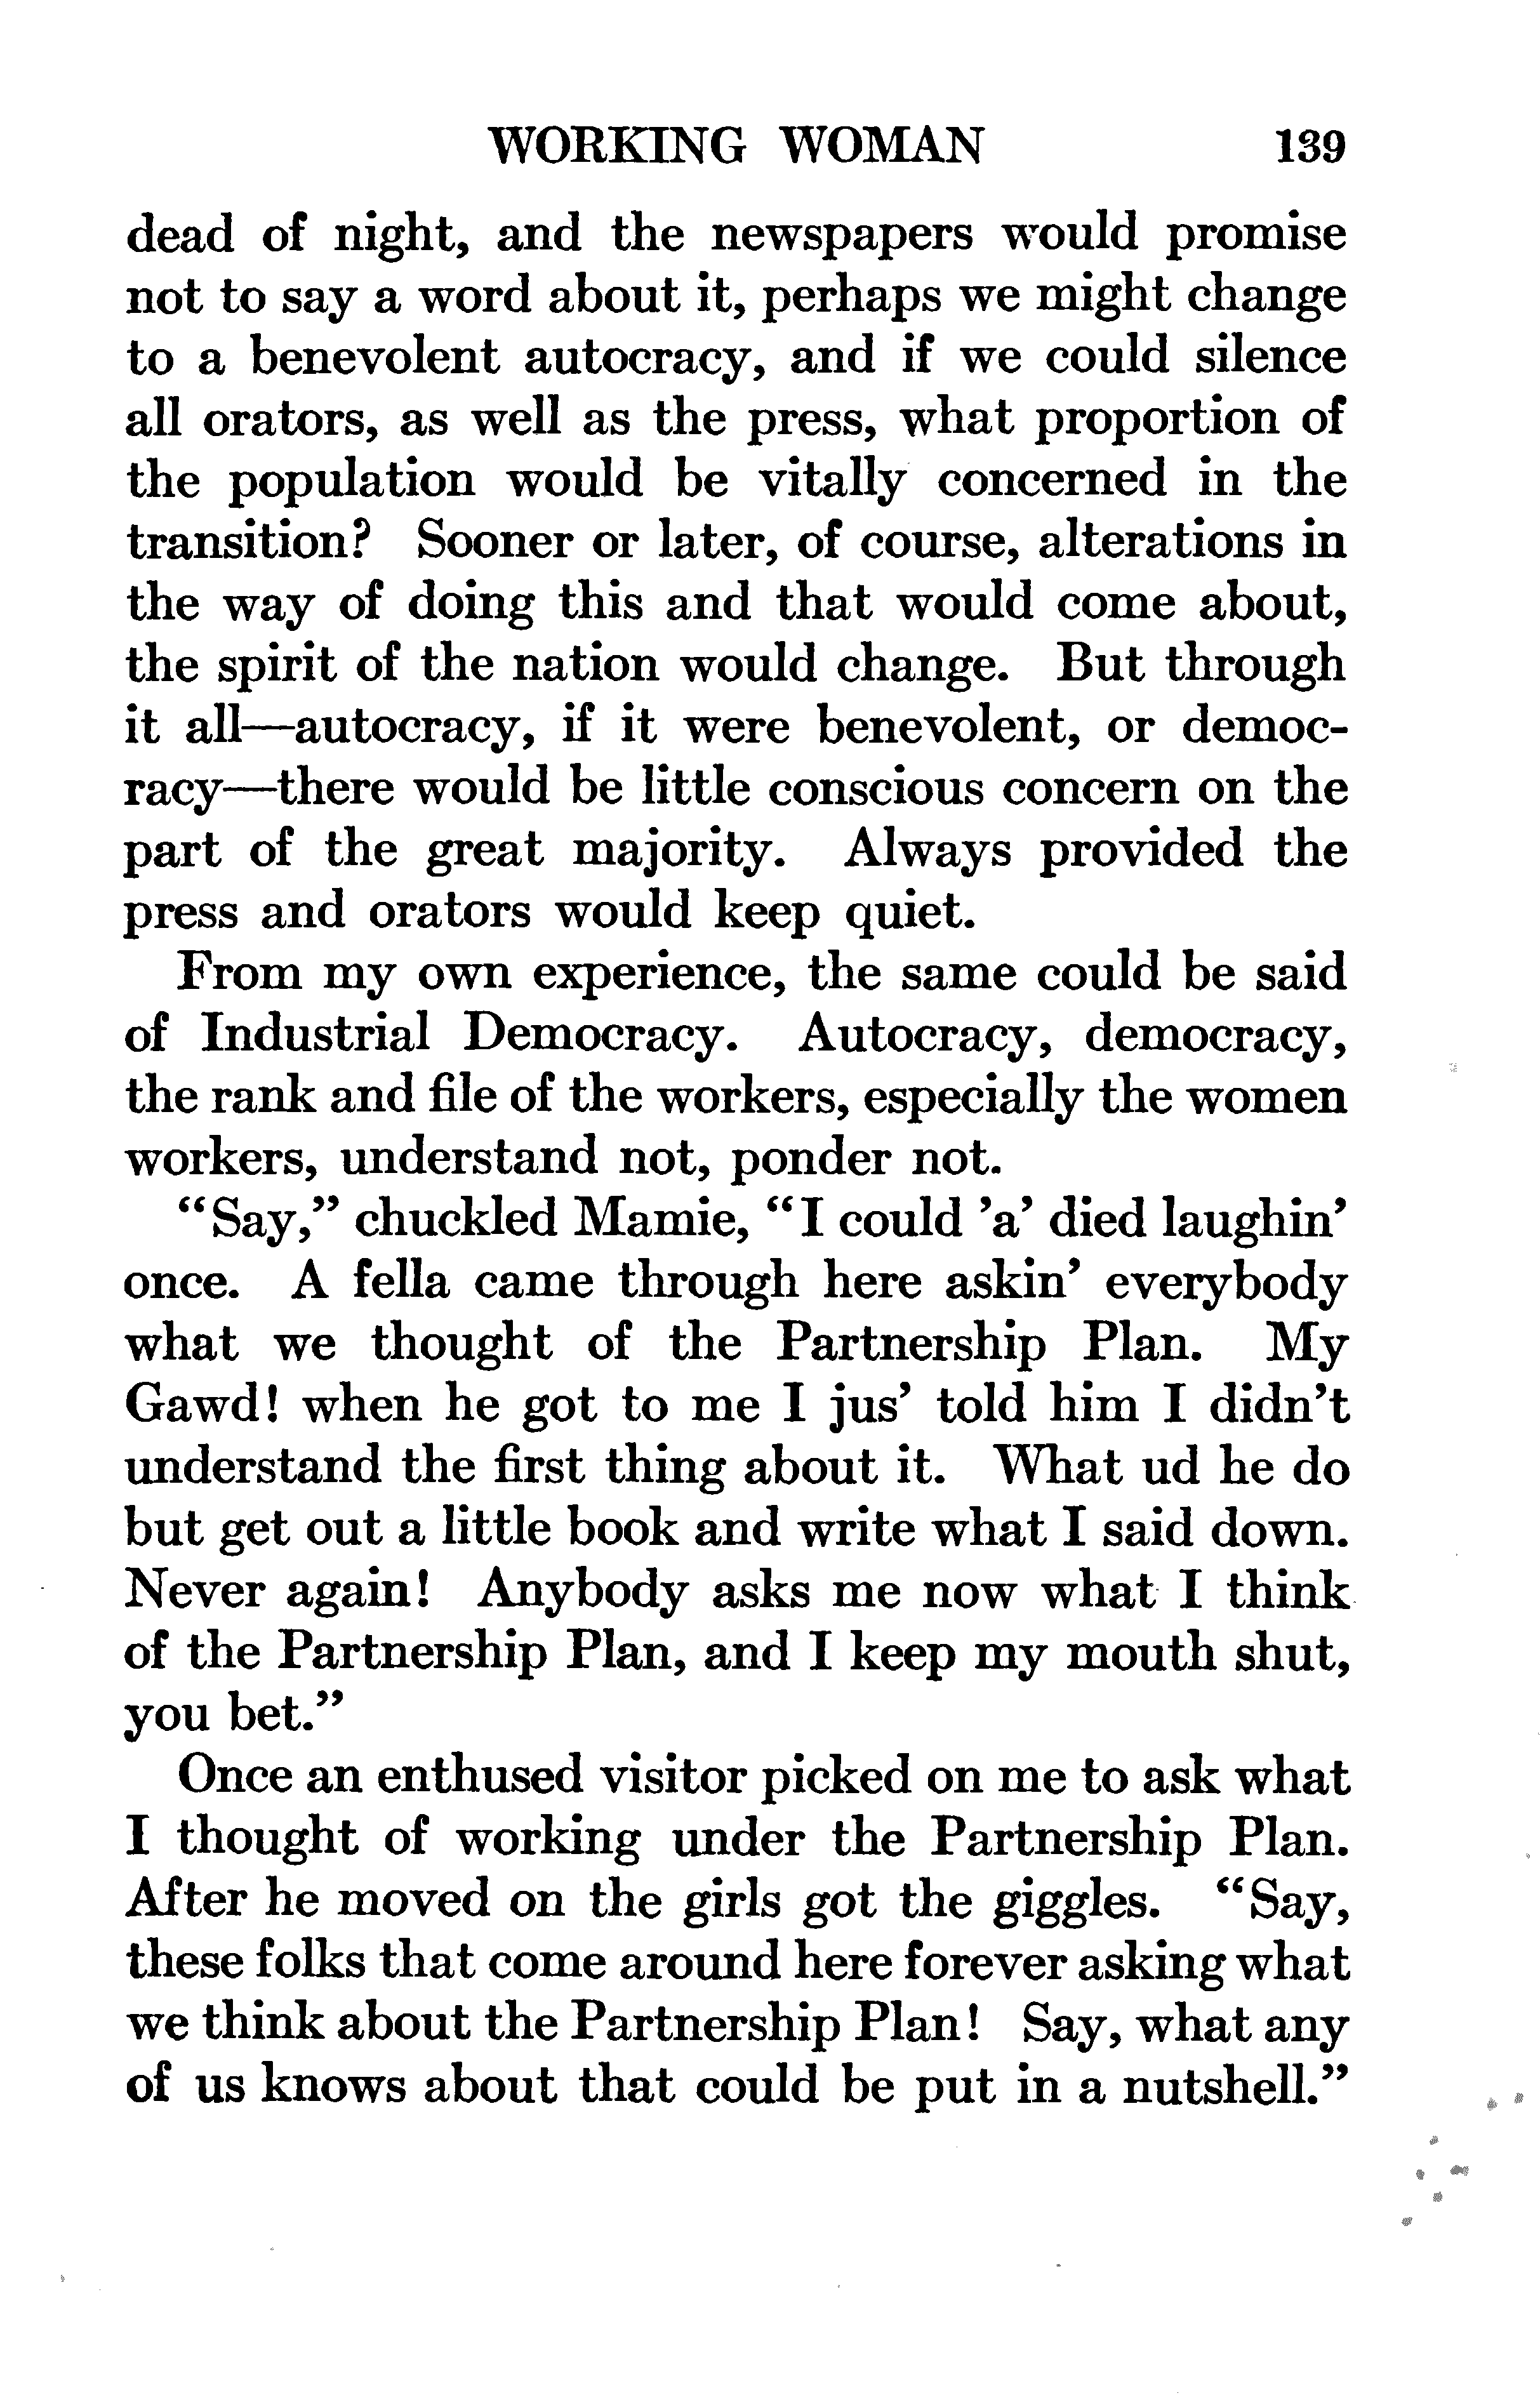 WORKING WOMAN 139
dead of night, and the newspapers would promise
not to say a word about it, perhaps we might change
to a benevolent autocracy, and if we could silence
all orators, as well as the press, what proportion of
the population would be vitally concerned in the
transition? Sooner or later, of course, alterations in
the way of doing this and that would come about,
the spirit of the nation would change. But through
it all—autocracy, if it were benevolent, or democ-
racy—there would be little conscious concern on the
part of the great majority. Always provided the
press and orators would keep quiet.
From my own experience, the same could be said
of Industrial Democracy. Autocracy, democracy,
the rank and file of the workers, especially the women
workers, understand not, ponder not.
“Say,” chuckled Mamie, “I could ’a’ died laughin’
once. A fella came through here askin’ everybody
what we thought of the Partnership Plan. My
Gawd! when he got to me I jus’ told him I didn’t
understand the first thing about it. What ud he do
but get out a little book and write what I said down.
Never again! Anybody asks me now what I think
of the Partnership Plan, and I keep my mouth shut,
you bet.”
Once an enthused visitor picked on me to ask what
I thought of working under the Partnership Plan.
After he moved on the girls got the giggles. “Say,
these folks that come around here forever asking what
we think about the Partnership Plan! Say, what any
of us knows about that could be put in a nutshell.”